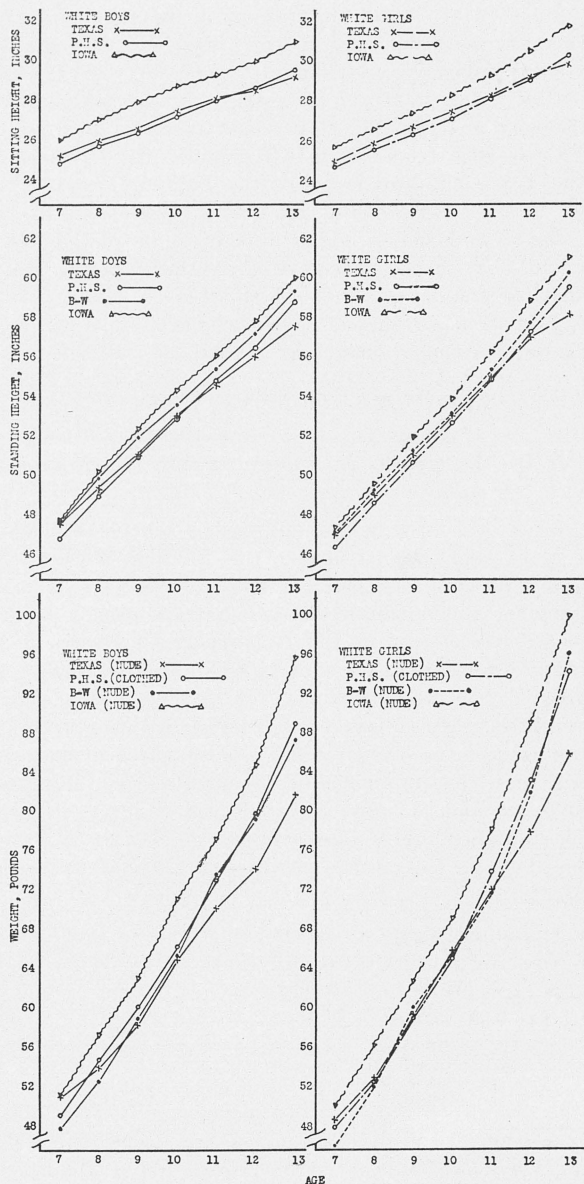 WHITE BOYS
TEXAS
P.H.S.
IOWA
SITTING HEIGHT, INCHES
32
30
28
26
24
7 8 9 10 11 12 13
WHITE GIRLS
TEXAS
P.H.S.
IOWA
32
30
28
26
24
7 8 9 10 11 12 13
WHITE DOYS
TEXAS
P.H.S.
B-W
IOWA
STANDING HEIGHT, INCHES
62
60
58
56
54
52
50
48
46
7 8 9 10 11 12 13
WHITE GIRLS
TEXAS
P.H.S.
B-W
IOWA
62
60
58
56
54
52
50
48
46
7 8 9 10 11 12 13
WHITE BOYS
TEXAS (NUDE)
P.H.S.(CLOTHED)
B-W (NUDE)
IOWA (NUDE)
WEIGHT, POUNDS
100
96
92
88
84
80
76
72
68
64
60
56
52
48
7 8 9 10 11 12 13
WHITE GIRLS
TEXAS (NUDE)
P.H.S. (CLOTHED)
B-W (NUDE)
IOWA (NUDE)
100
96
92
88
84
80
76
72
68
64
60
56
52
48
7 8 9 10 11 12 13
AGE